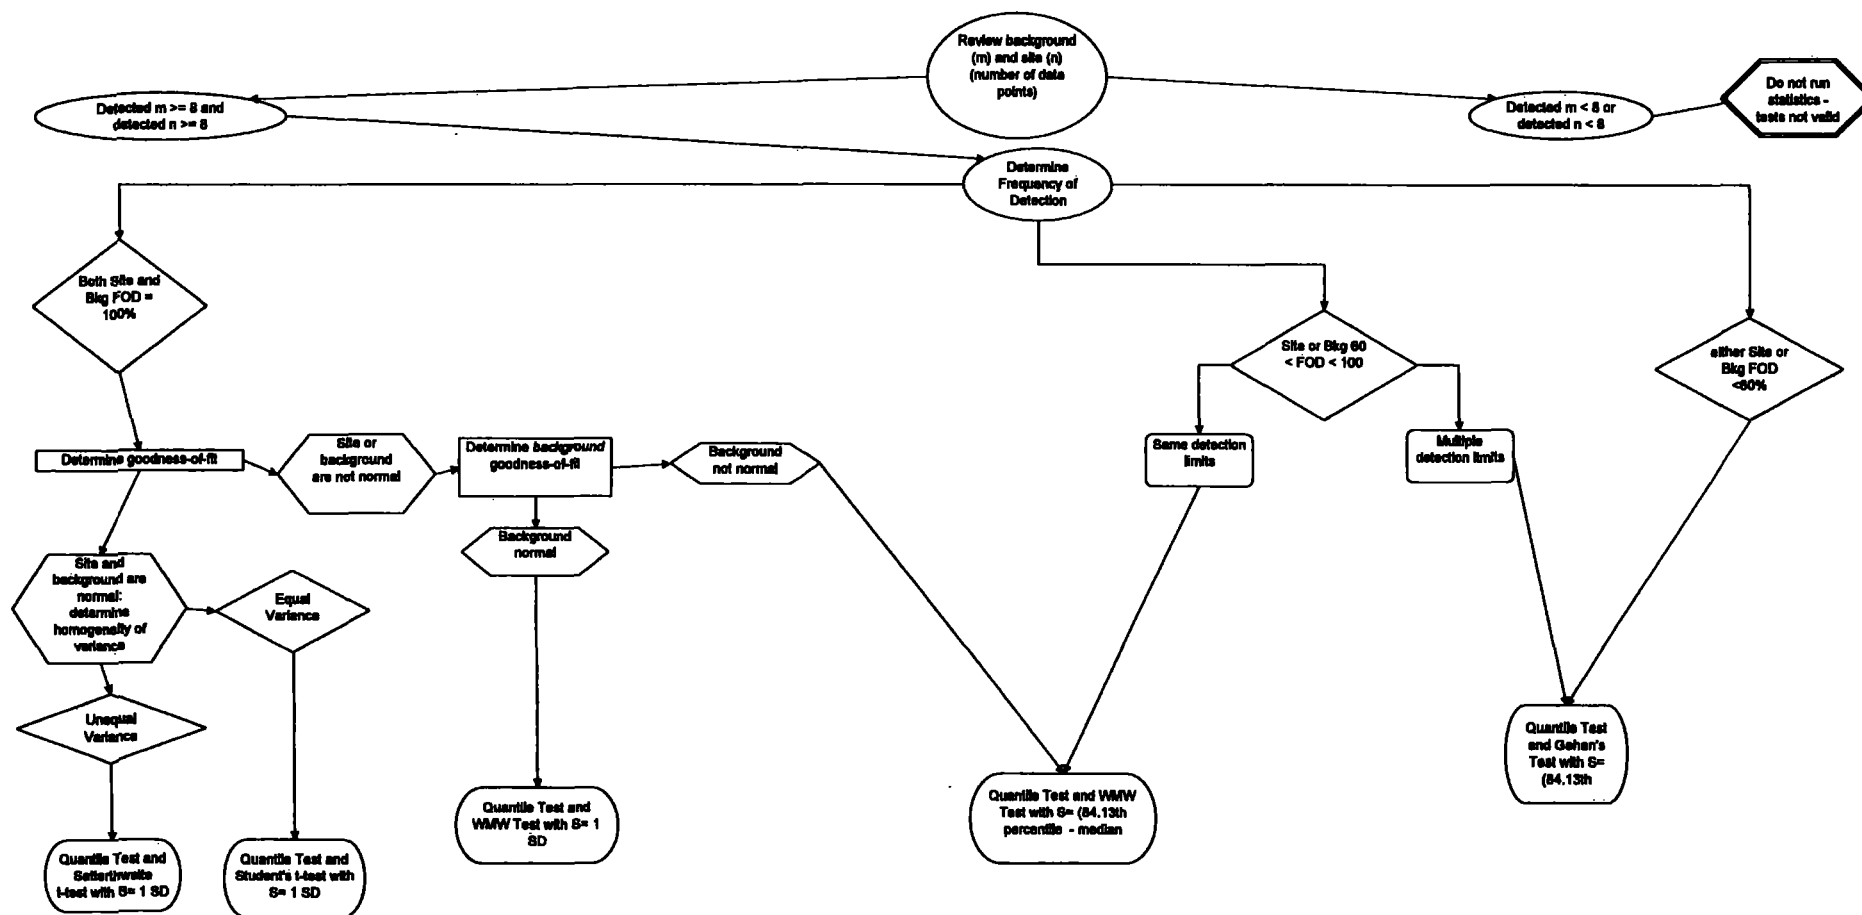 Review background
(m) and site (n)
(number of data
points)
Detected m >= 8 and
detected n >= 8
Detected m < 8 or
detected n < 8
Do not run
statistics -
tests not valid
Determine
Frequency of
Detection
Both Site and
Bkg FOD =
100%
Site or Bkg 60
< FOD < 100
either Site or
Bkg FOD
<60%
Determine goodness-of-fit
Site or
background
are not normal
Determine background
goodness-of-fit
Background
not normal
Same detection
limits
Multiple
detection limits
Background
normal
Site and
background are
normal:
determine
homogeneity of
variance
Equal
Variance
Unequal
Variance
Quantile Test
and Gehan's
Test with S=
(84.13th
Quantile Test and
WMW Test with S= 1
SD
Quantile Test and WMW
Test with S= (84.13th
percentile - median
Quantile Test and
Satterthwaite
t-test with S= 1 SD
Quantile Test and
Student's t-test with
S= 1 SD